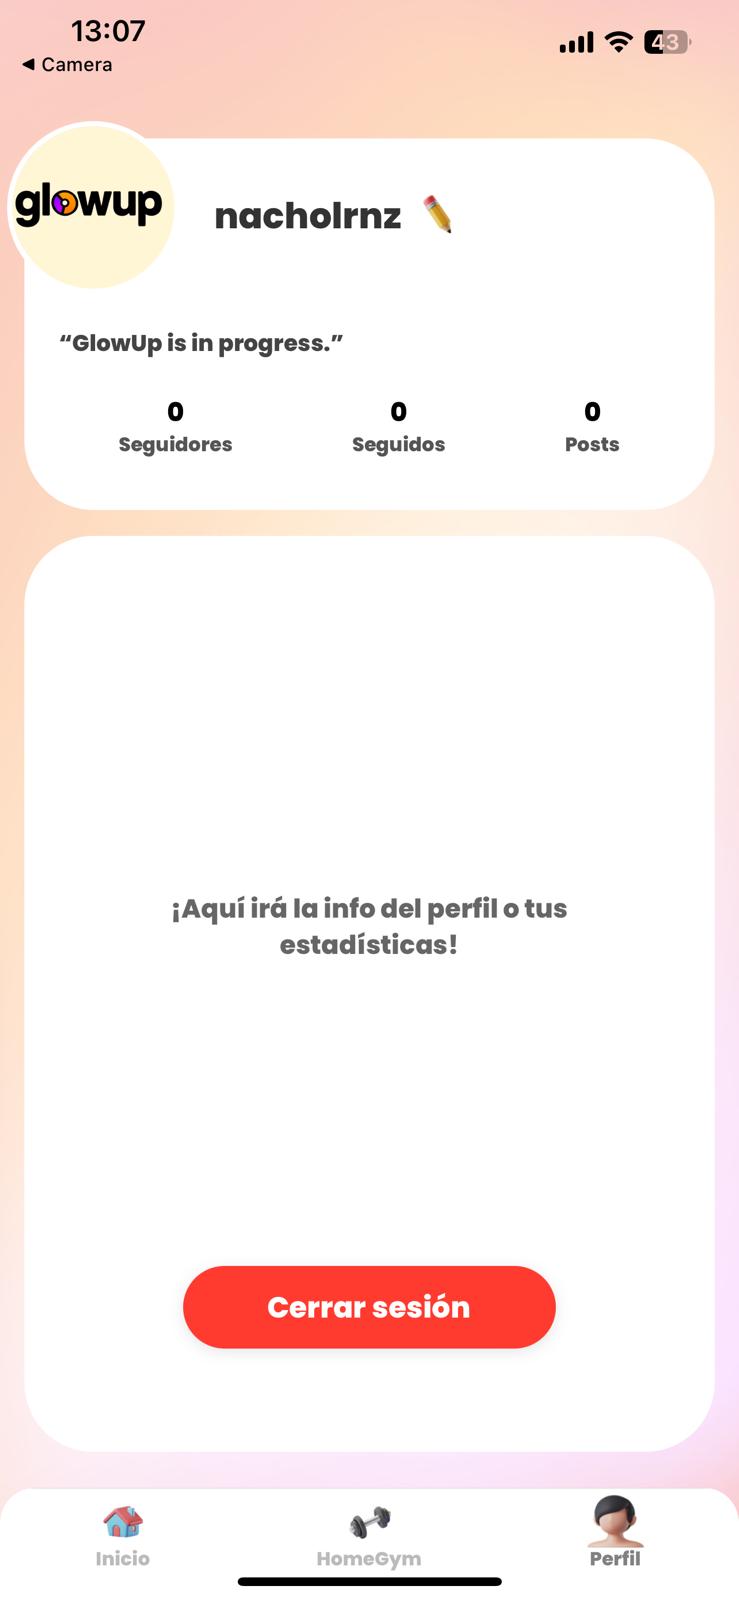 13:07
◀ Camera
43
glowup
nacholrnz ✏️
“GlowUp is in progress.”
0 0 0
Seguidores Seguidos Posts
¡Aquí irá la info del perfil o tus
estadísticas!
Cerrar sesión
Inicio HomeGym Perfil